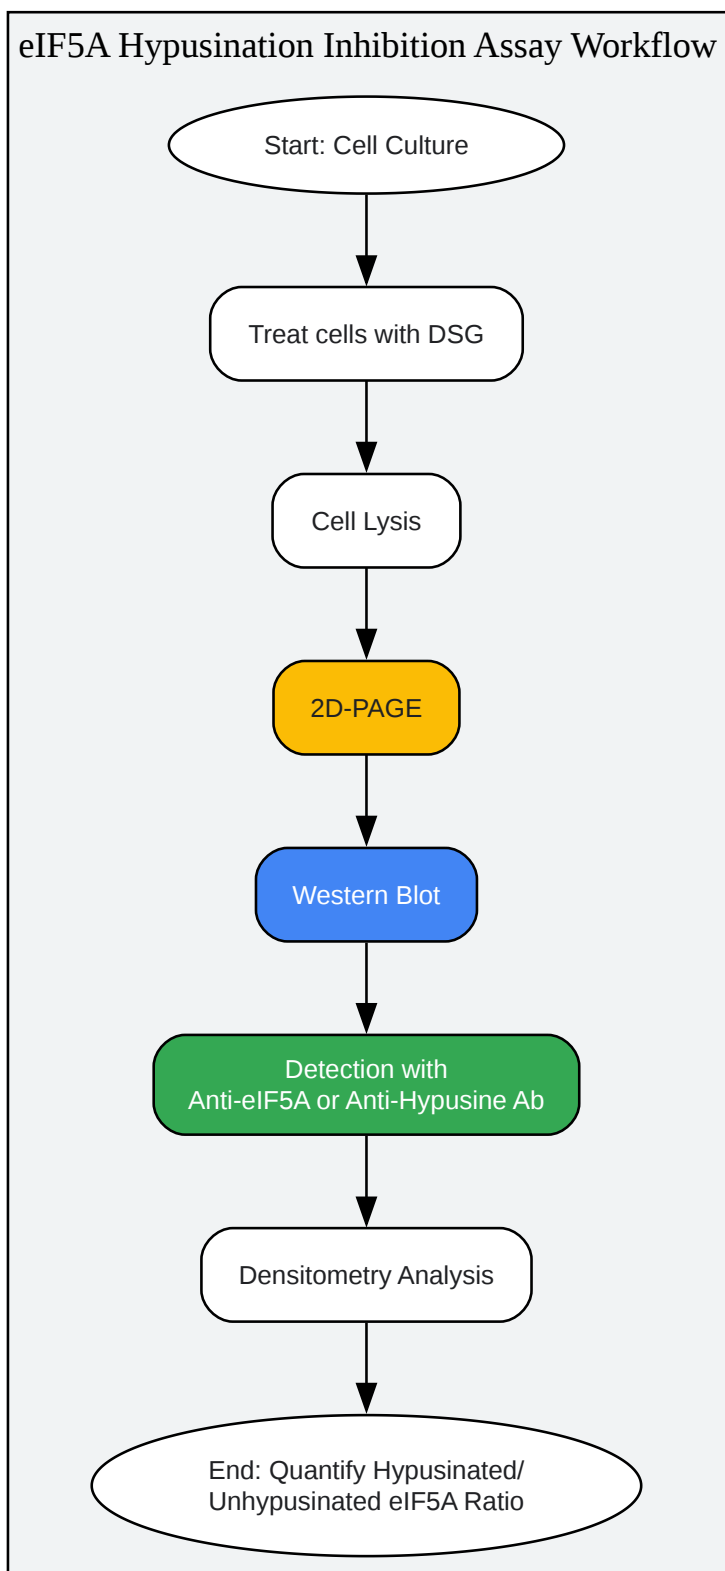 eIF5A Hypusination Inhibition Assay Workflow
Start: Cell Culture
Treat cells with DSG
Cell Lysis
2D-PAGE
Western Blot
Detection with
Anti-eIF5A or Anti-Hypusine Ab
Densitometry Analysis
End: Quantify Hypusinated/
Unhypusinated eIF5A Ratio